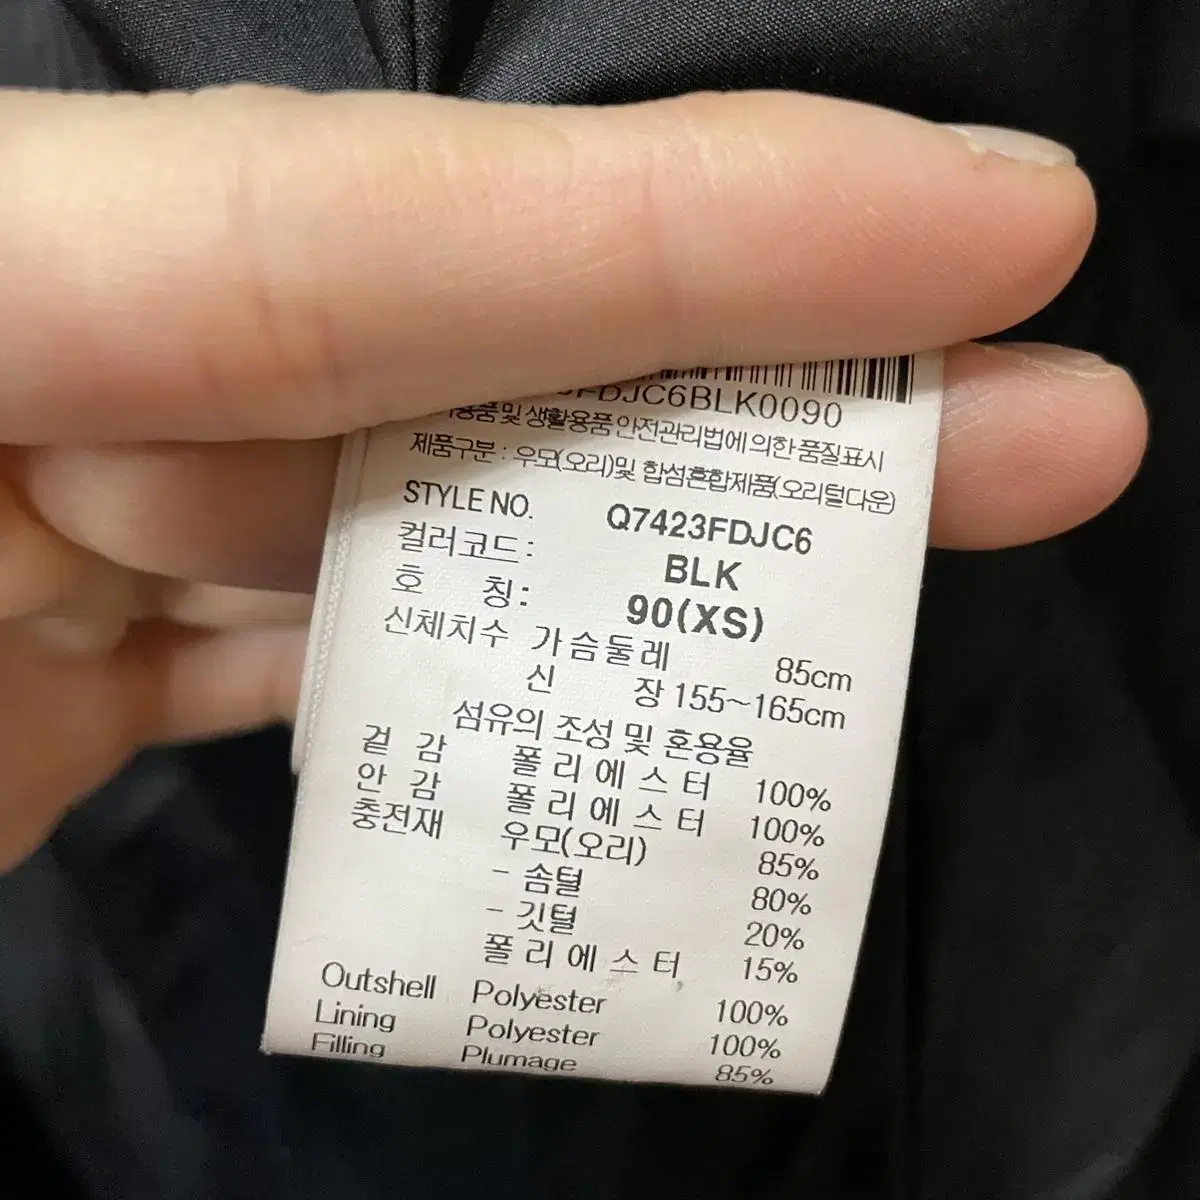 FDJC6BLK0090
용품 및 생활용품 안전관리법에 의한 품질표시
제품구분 : 우모(오리)및 합섬혼합제품(오리털다운)
STYLE NO. Q7423FDJC6
컬러코드 : BLK
호 칭 : 90(XS)
신체치수 가슴둘레 85cm
신 장 155~165cm
섬유의 조성 및 혼용율
겉 감 폴리에스터 100%
안 감 폴리에스터 100%
충전재 우모(오리) 85%
- 솜털 80%
- 깃털 20%
폴리에스터 15%
Outshell Polyester 100%
Lining Polyester 100%
Filling Plumage 85%